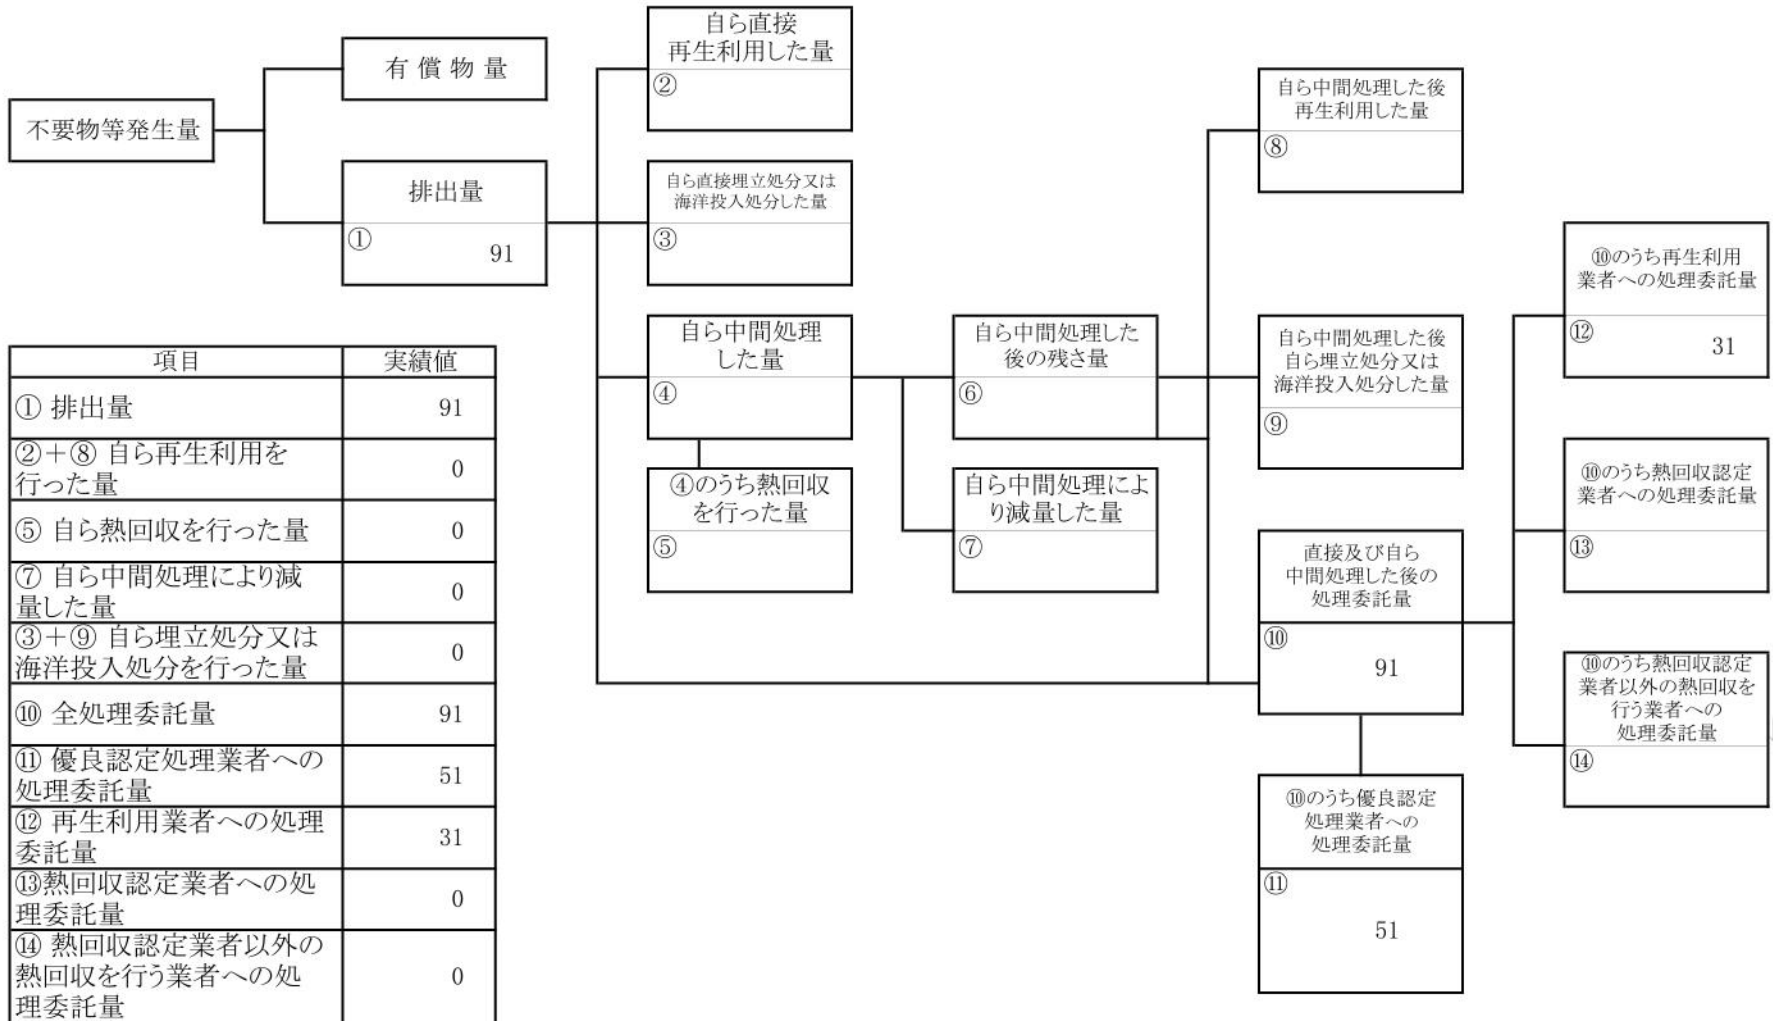 不要物等発生量
有償物量
排出量
①
91
自ら直接
再生利用した量
②
自ら直接埋立処分又は
海洋投入処分した量
③
自ら中間処理
した量
④
④のうち熱回収
を行った量
⑤
自ら中間処理した
後の残さ量
⑥
自ら中間処理によ
り減量した量
⑦
自ら中間処理した後
再生利用した量
⑧
自ら中間処理した後
自ら埋立処分又は
海洋投入処分した量
⑨
直接及び自ら
中間処理した後の
処理委託量
⑩
91
⑩のうち優良認定
処理業者への
処理委託量
⑪
51
⑩のうち再生利用
業者への処理委託量
⑫
31
⑩のうち熱回収認定
業者への処理委託量
⑬
⑩のうち熱回収認定
業者以外の熱回収を
行う業者への
処理委託量
⑭
項目 実績値
① 排出量 91
②+⑧ 自ら再生利用を
行った量 0
⑤ 自ら熱回収を行った量 0
⑦ 自ら中間処理により減
量した量 0
③+⑨ 自ら埋立処分又は
海洋投入処分を行った量 0
⑩ 全処理委託量 91
⑪ 優良認定処理業者への
処理委託量 51
⑫ 再生利用業者への処理
委託量 31
⑬熱回収認定業者への処
理委託量 0
⑭ 熱回収認定業者以外の
熱回収を行う業者への処
理委託量 0